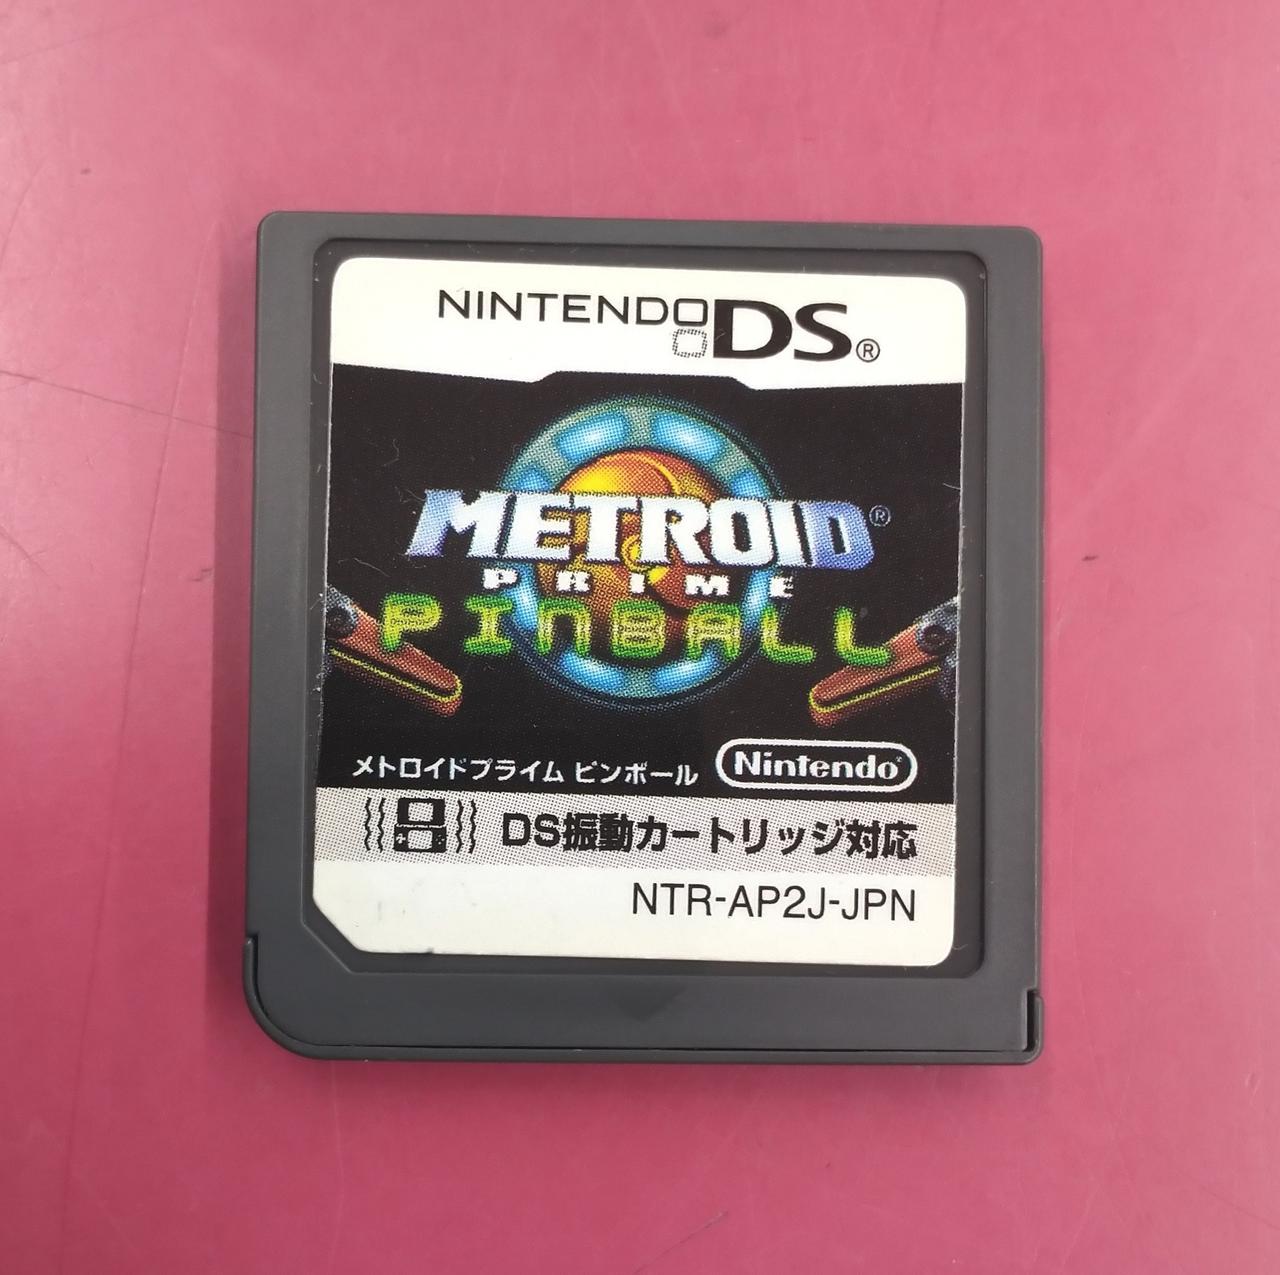 NINTENDO DS®
METROID®
PRIME
PINBALL
メトロイドプライム ピンボール
Nintendo®
DS振動カートリッジ対応
NTR-AP2J-JPN